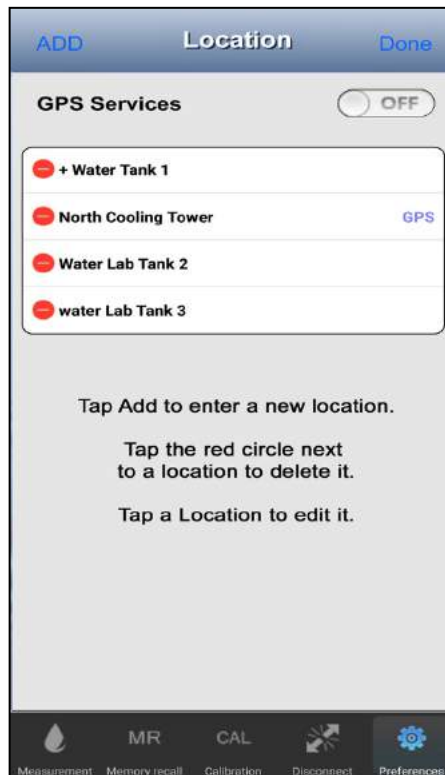 ADD Location Done
GPS Services OFF
+ Water Tank 1
North Cooling Tower GPS
Water Lab Tank 2
water Lab Tank 3
Tap Add to enter a new location.
Tap the red circle next
to a location to delete it.
Tap a Location to edit it.
MR CAL
Measurement Memory recall Calibration Disconnect Preferences